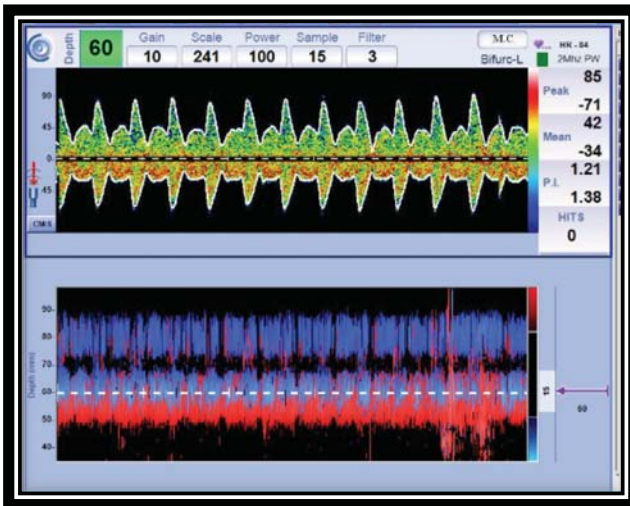 Depth 60 Gain Scale Power Sample Filter
10 241 100 15 3
M.C HR - 84
Bifurc-L 2Mhz PW
85
Peak
-71
42
Mean
-34
1.21
P.I.
1.38
HITS
0
90
45
0
45
CM/S
Depth (mm)
90
80
70
60
50
40
15
60